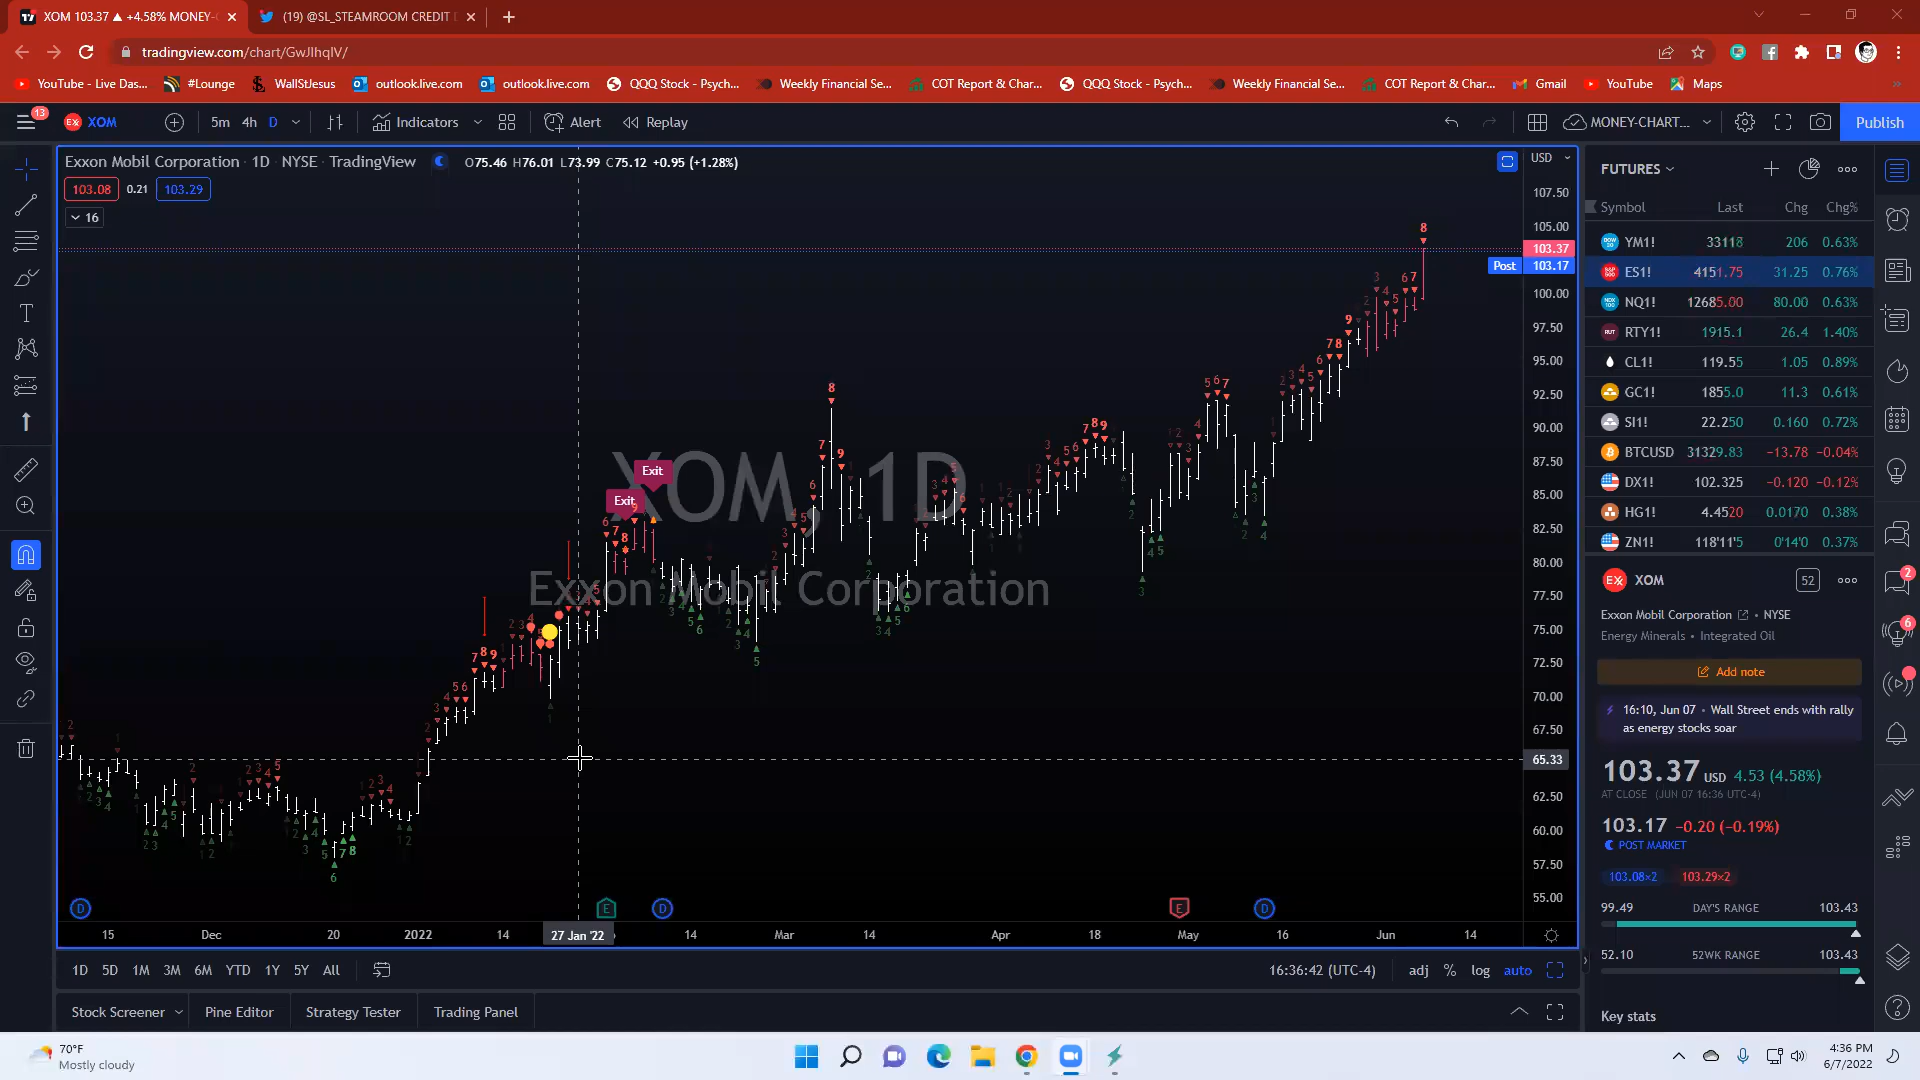 XOM 103.37 ▲ +4.58% MONEY-
(19) @SL_STEAMROOM CREDIT
tradingview.com/chart/GwJlhqIV/
YouTube - Live Das...
#Lounge
WallStJesus
outlook.live.com
outlook.live.com
QQQ Stock - Psych...
Weekly Financial Se...
COT Report & Char...
QQQ Stock - Psych...
Weekly Financial Se...
COT Report & Char...
Gmail
YouTube
Maps
13
XOM
5m 4h D
Indicators
Alert
Replay
MONEY-CHART...
Publish
Exxon Mobil Corporation · 1D · NYSE · TradingView
O75.46 H76.01 L73.99 C75.12 +0.95 (+1.28%)
103.08 0.21 103.29
16
USD
107.50
105.00
103.37
Post 103.17
100.00
97.50
95.00
92.50
90.00
87.50
85.00
82.50
80.00
77.50
75.00
72.50
70.00
67.50
65.33
62.50
60.00
57.50
55.00
XOM, 1D
Exxon Mobil Corporation
Exit
Exit
15
Dec
20
2022
14
27 Jan '22
14
Mar
14
Apr
18
May
16
Jun
14
1D 5D 1M 3M 6M YTD 1Y 5Y All
16:36:42 (UTC-4)
adj % log auto
Stock Screener
Pine Editor
Strategy Tester
Trading Panel
FUTURES
Symbol Last Chg Chg%
YM1! 33118 206 0.63%
ES1! 4151.75 31.25 0.76%
NQ1! 12685.00 80.00 0.63%
RTY1! 1915.1 26.4 1.40%
CL1! 119.55 1.05 0.89%
GC1! 1855.0 11.3 0.61%
SI1! 22.250 0.160 0.72%
BTCUSD 31329.83 −13.78 −0.04%
DX1! 102.325 −0.120 −0.12%
HG1! 4.4520 0.0170 0.38%
ZN1! 118'11'5 0'14'0 0.37%
XOM
52
Exxon Mobil Corporation · NYSE
Energy Minerals · Integrated Oil
Add note
16:10, Jun 07 · Wall Street ends with rally
as energy stocks soar
103.37 USD 4.53 (4.58%)
AT CLOSE (JUN 07 16:36 UTC-4)
103.17 −0.20 (−0.19%)
POST MARKET
103.08×2 103.29×2
99.49 DAY'S RANGE 103.43
52.10 52WK RANGE 103.43
Key stats
2
6
70°F
Mostly cloudy
4:36 PM
6/7/2022